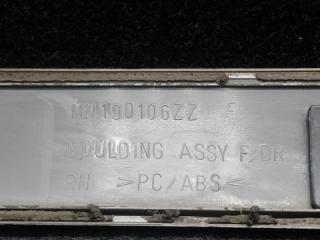 MN190106ZZ F
MOULDING ASSY F/DR
RH >PC/ABS<